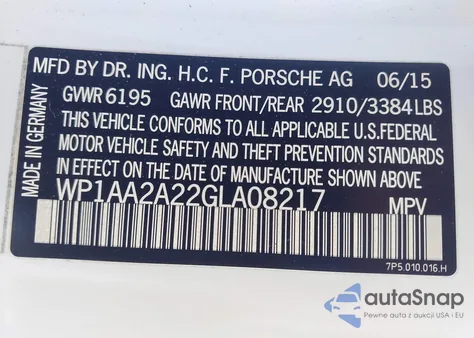 MFD BY DR. ING. H.C. F. PORSCHE AG 06/15
GWWR 6195 GAWR FRONT/REAR 2910/3384 LBS
THIS VEHICLE CONFORMS TO ALL APPLICABLE U.S.FEDERAL
MOTOR VEHICLE SAFETY AND THEFT PREVENTION STANDARDS
IN EFFECT ON THE DATE OF MANUFACTURE SHOWN ABOVE
WP1AA2A22GLA08217 MPV
MADE IN GERMANY
7P5.010.016.H
autoSnap
Pewne auta z aukcji USA i EU